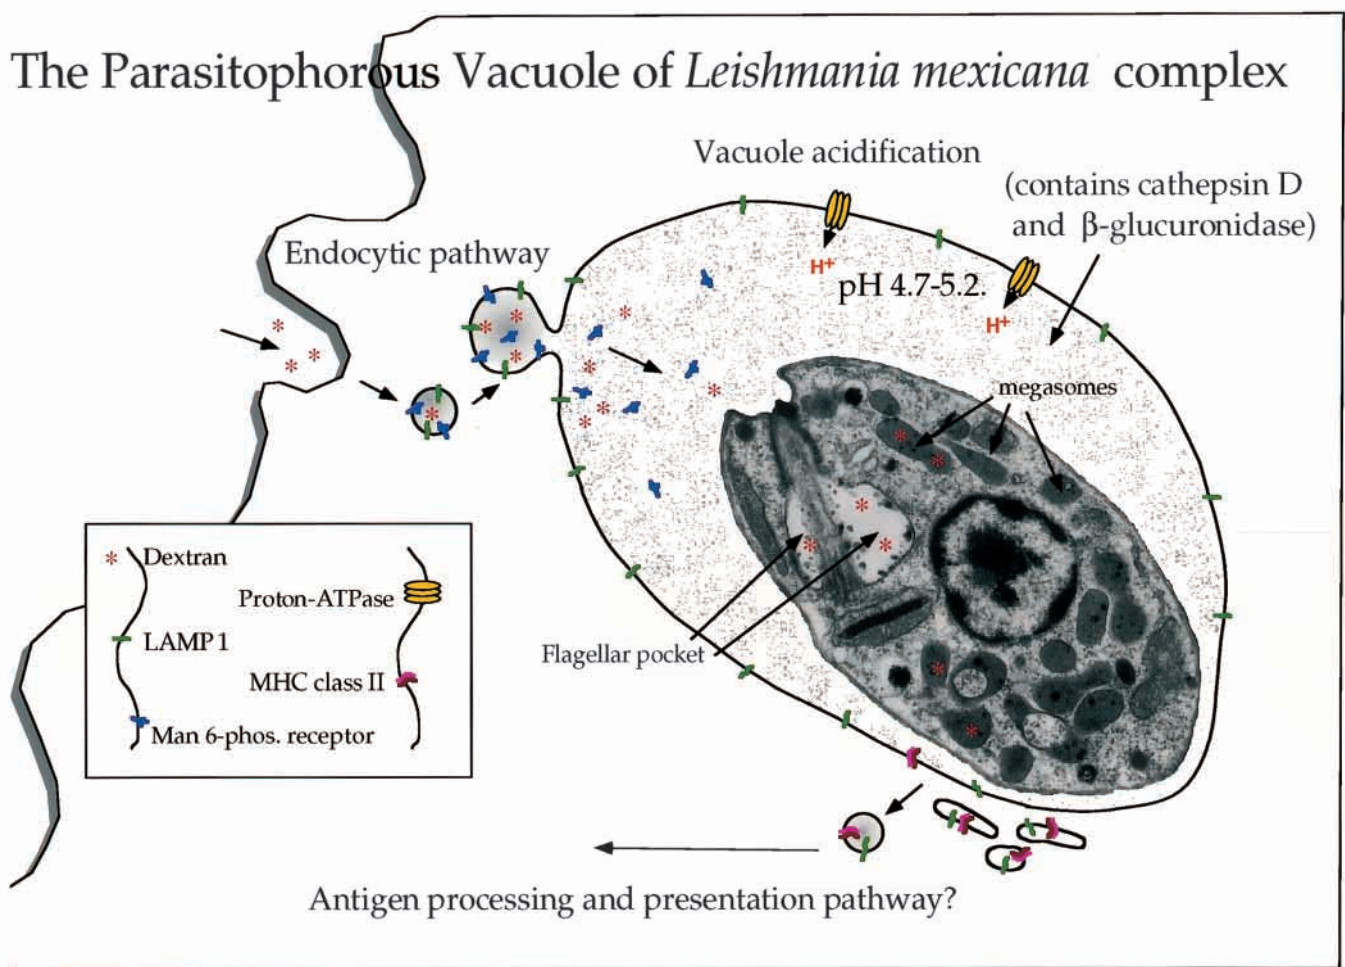 The Parasitophorous Vacuole of Leishmania mexicana complex
Vacuole acidification
(contains cathepsin D
and β-glucuronidase)
Endocytic pathway
H+
pH 4.7-5.2.
H+
megasomes
Flagellar pocket
* Dextran
Proton-ATPase
LAMP 1
MHC class II
Man 6-phos. receptor
Antigen processing and presentation pathway?